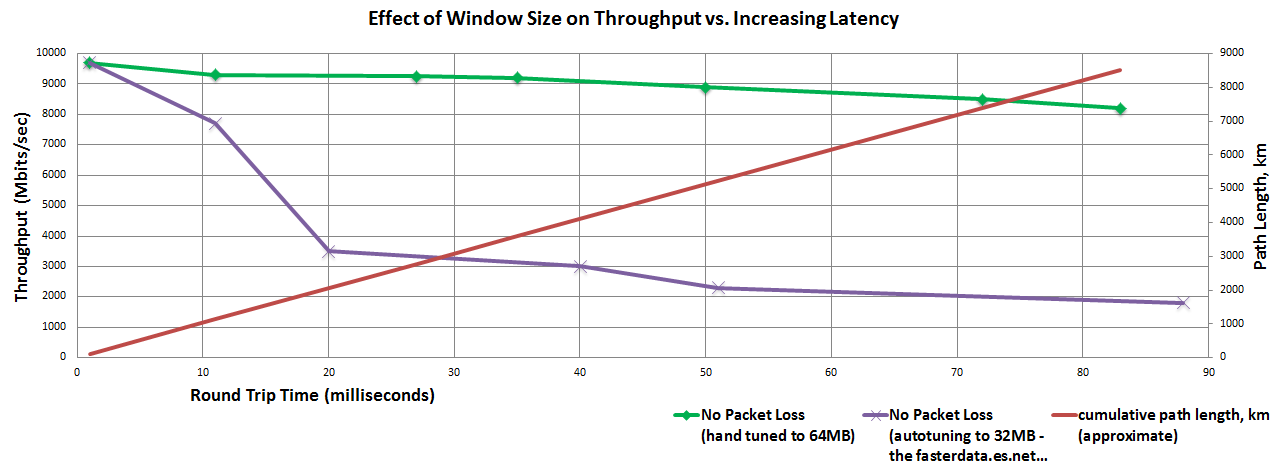 Effect of Window Size on Throughput vs. Increasing Latency
Throughput (Mbits/sec)
10000
9000
8000
7000
6000
5000
4000
3000
2000
1000
0
9000
8000
7000
6000
5000
4000
3000
2000
1000
0
Path Length, km
0 10 20 30 40 50 60 70 80 90
Round Trip Time (milliseconds)
No Packet Loss
(hand tuned to 64MB)
No Packet Loss
(autotuning to 32MB -
the fasterdata.es.net...
cumulative path length, km
(approximate)